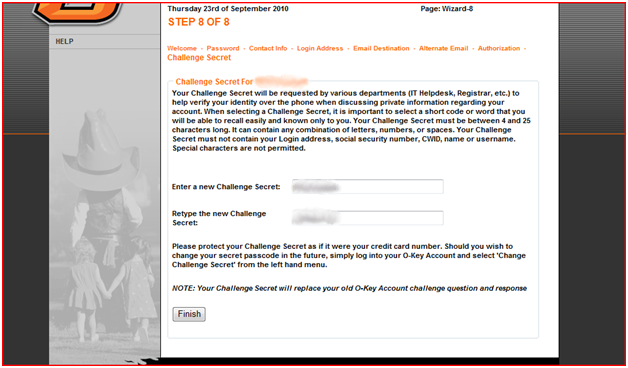 Thursday 23rd of September 2010 Page: Wizard-8
STEP 8 OF 8
HELP
Welcome - Password - Contact Info - Login Address - Email Destination - Alternate Email - Authorization -
Challenge Secret
Challenge Secret For
Your Challenge Secret will be requested by various departments (IT Helpdesk, Registrar, etc.) to
help verify your identity over the phone when discussing private information regarding your
account. When selecting a Challenge Secret, it is important to select a short code or word that you
will be able to recall easily and known only to you. Your Challenge Secret must be between 4 and 25
characters long. It can contain any combination of letters, numbers, or spaces. Your Challenge
Secret must not contain your Login address, social security number, CWID, name or username.
Special characters are not permitted.
Enter a new Challenge Secret:
Retype the new Challenge
Secret:
Please protect your Challenge Secret as if it were your credit card number. Should you wish to
change your secret passcode in the future, simply log into your O-Key Account and select 'Change
Challenge Secret' from the left hand menu.
NOTE: Your Challenge Secret will replace your old O-Key Account challenge question and response
Finish